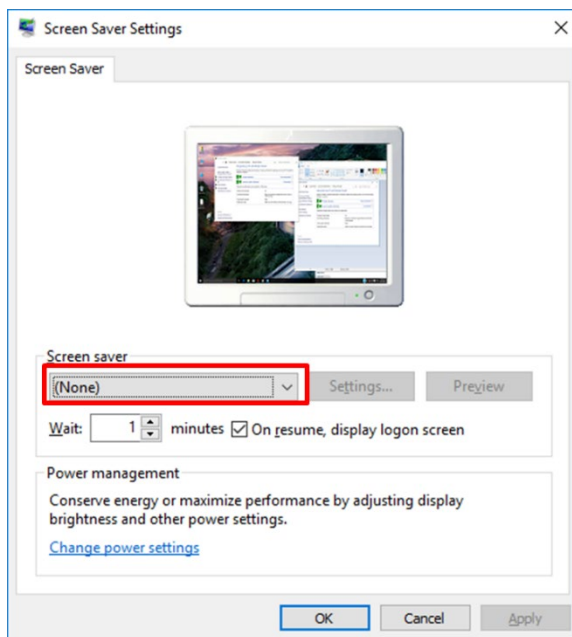 Screen Saver Settings
Screen Saver
Screen saver
(None)
Settings...
Preview
Wait: 1 minutes On resume, display logon screen
Power management
Conserve energy or maximize performance by adjusting display
brightness and other power settings.
Change power settings
OK
Cancel
Apply